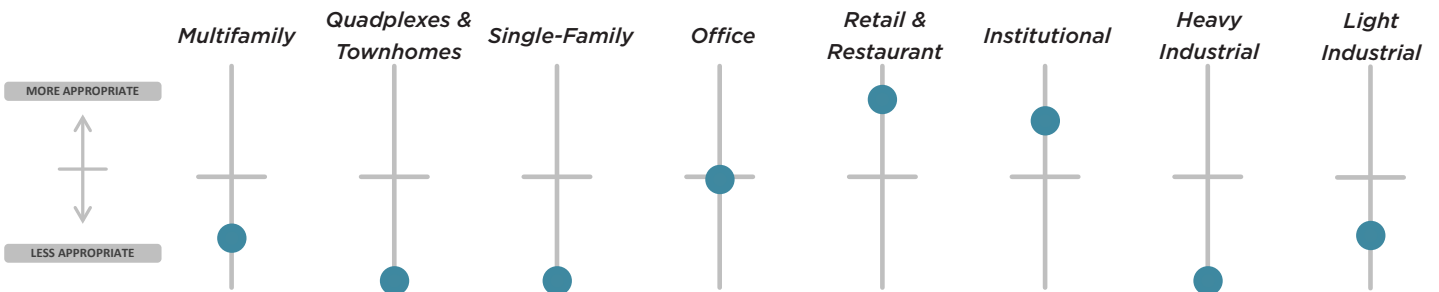 Multifamily
Quadplexes &
Townhomes
Single-Family
Office
Retail &
Restaurant
Institutional
Heavy
Industrial
Light
Industrial
MORE APPROPRIATE
LESS APPROPRIATE